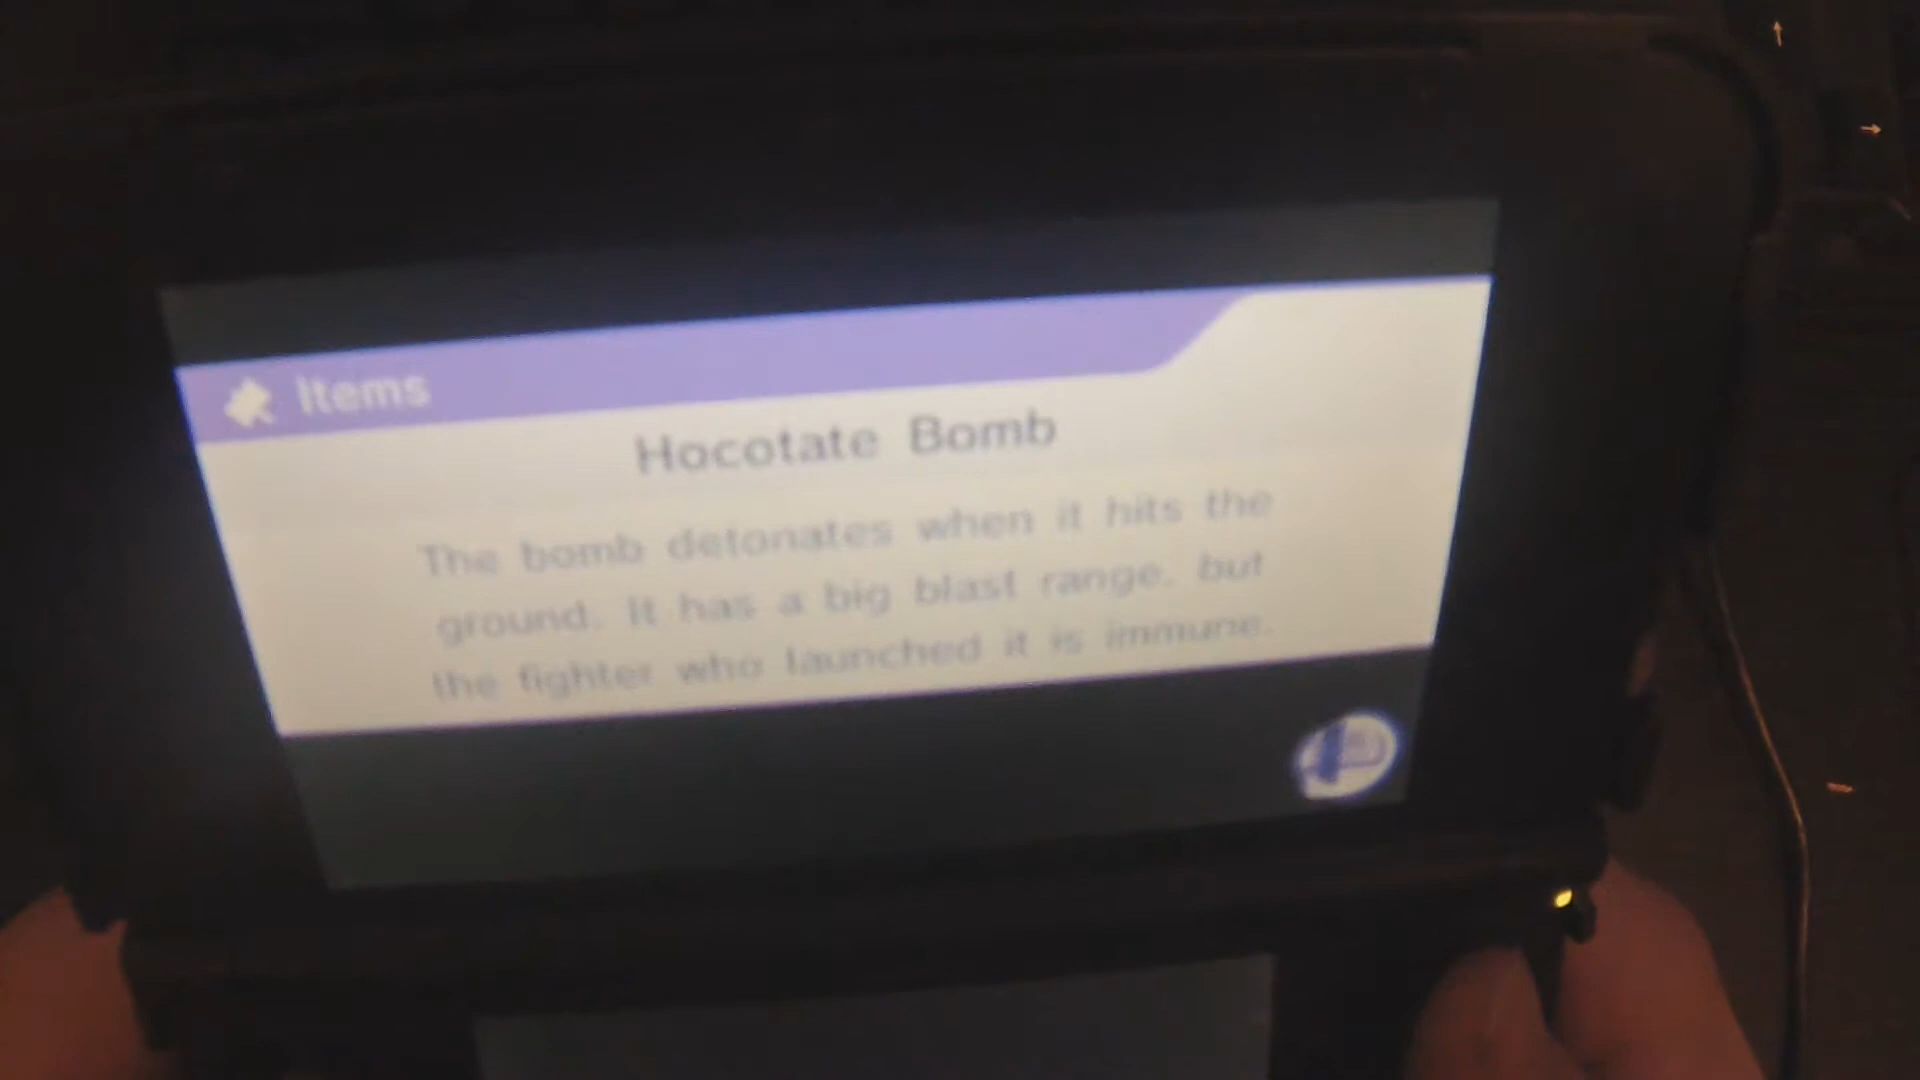 Items
Hocotate Bomb
The bomb detonates when it hits the
ground. It has a big blast range, but
the fighter who launched it is immune.